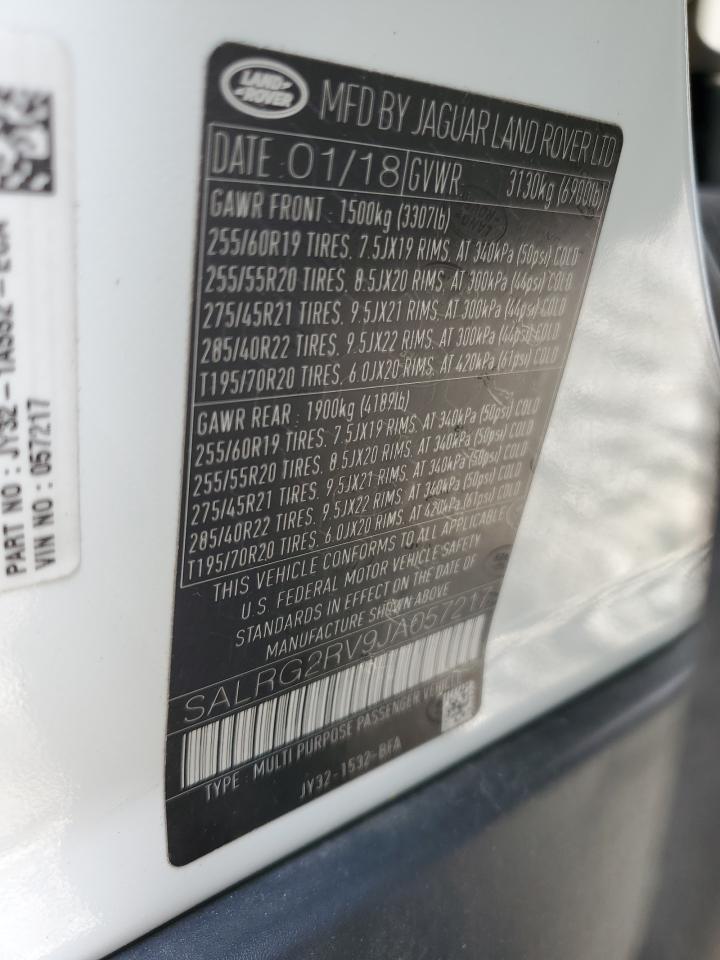 LAND ROVER
MFD BY JAGUAR LAND ROVER LTD
DATE 01/18 GVWR 3130kg (6900lb)
GAWR FRONT : 1500kg (3307lb)
255/60R19 TIRES, 7.5JX19 RIMS, AT 340kPa (50psi) COLD
255/55R20 TIRES, 8.5JX20 RIMS, AT 300kPa (44psi) COLD
275/45R21 TIRES, 9.5JX21 RIMS, AT 300kPa (44psi) COLD
285/40R22 TIRES, 9.5JX22 RIMS, AT 300kPa (44psi) COLD
T195/70R20 TIRES, 6.0JX20 RIMS, AT 420kPa (61psi) COLD
GAWR REAR : 1900kg (4189lb)
255/60R19 TIRES, 7.5JX19 RIMS, AT 340kPa (50psi) COLD
255/55R20 TIRES, 8.5JX20 RIMS, AT 340kPa (50psi) COLD
275/45R21 TIRES, 9.5JX21 RIMS, AT 340kPa (50psi) COLD
285/40R22 TIRES, 9.5JX22 RIMS, AT 340kPa (50psi) COLD
T195/70R20 TIRES, 6.0JX20 RIMS, AT 420kPa (61psi) COLD
THIS VEHICLE CONFORMS TO ALL APPLICABLE
U.S. FEDERAL MOTOR VEHICLE SAFETY
STANDARDS IN EFFECT ON THE DATE OF
MANUFACTURE SHOWN ABOVE
SALRG2RV9JA057217
TYPE : MULTI PURPOSE PASSENGER VEHICLE
JY32-1532-BFA
VIN NO : 057217